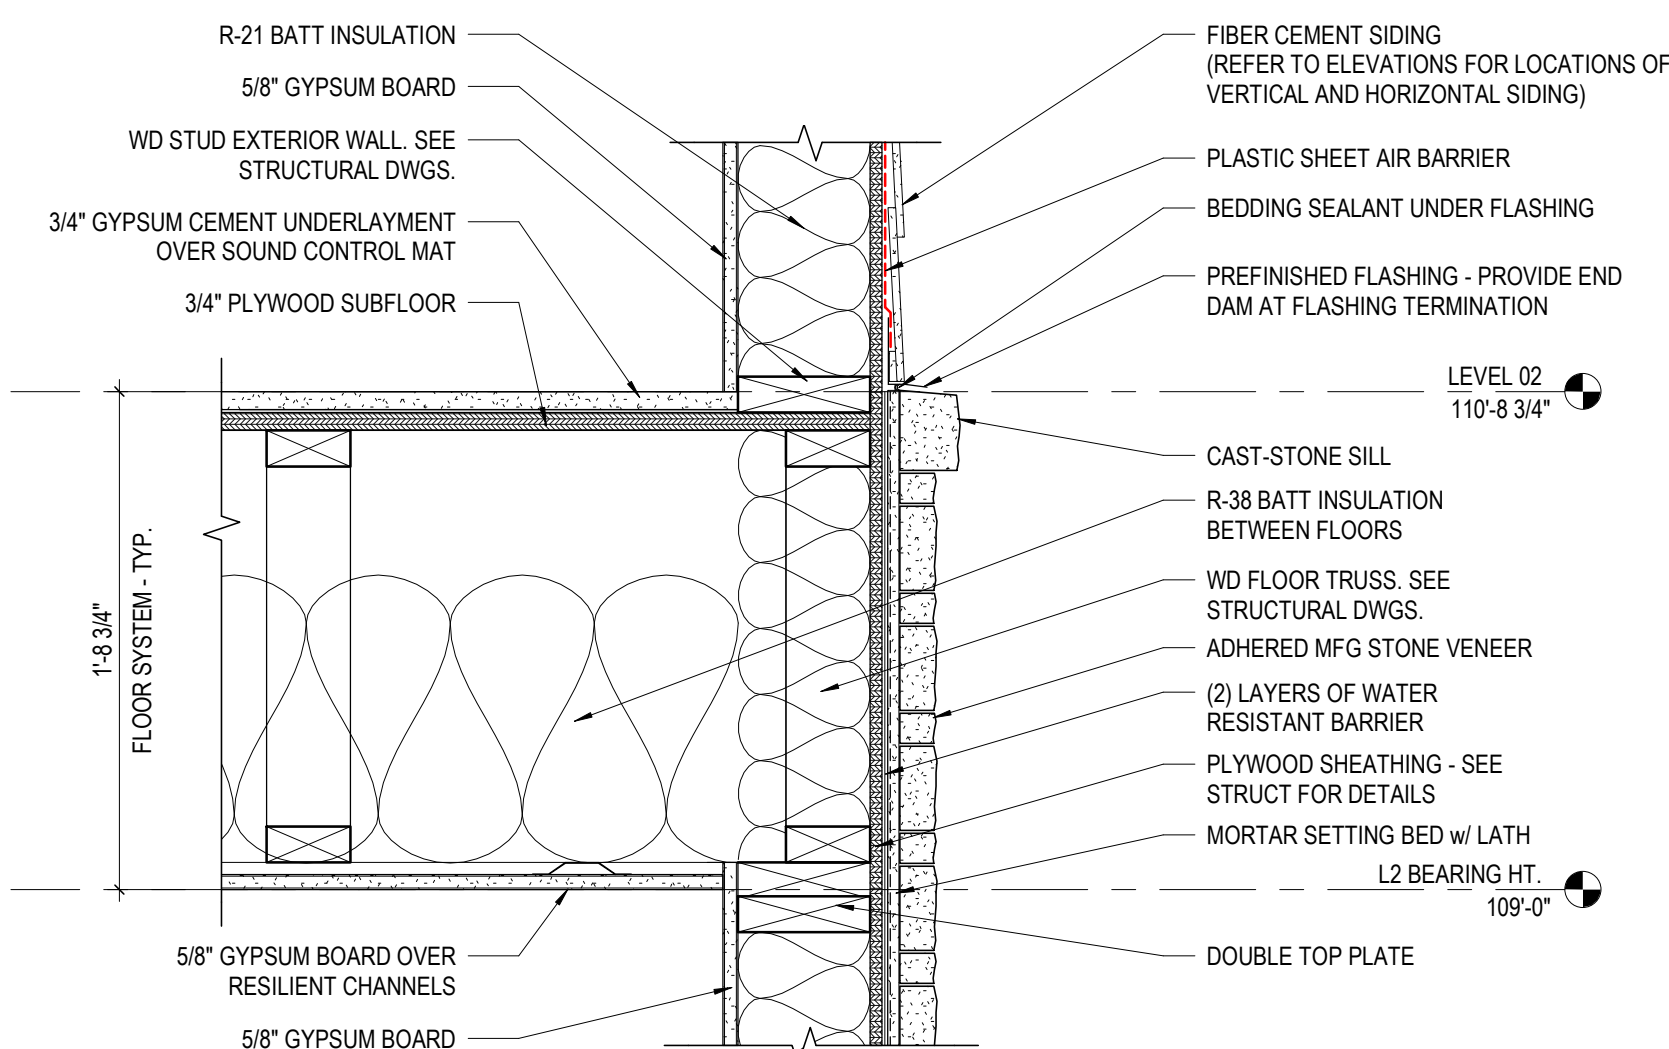 R-21 BATT INSULATION
5/8" GYPSUM BOARD
WD STUD EXTERIOR WALL. SEE
STRUCTURAL DWGS.
3/4" GYPSUM CEMENT UNDERLAYMENT
OVER SOUND CONTROL MAT
3/4" PLYWOOD SUBFLOOR
1'-8 3/4"
FLOOR SYSTEM - TYP.
5/8" GYPSUM BOARD OVER
RESILIENT CHANNELS
5/8" GYPSUM BOARD
FIBER CEMENT SIDING
(REFER TO ELEVATIONS FOR LOCATIONS OF
VERTICAL AND HORIZONTAL SIDING)
PLASTIC SHEET AIR BARRIER
BEDDING SEALANT UNDER FLASHING
PREFINISHED FLASHING - PROVIDE END
DAM AT FLASHING TERMINATION
LEVEL 02
110'-8 3/4"
CAST-STONE SILL
R-38 BATT INSULATION
BETWEEN FLOORS
WD FLOOR TRUSS. SEE
STRUCTURAL DWGS.
ADHERED MFG STONE VENEER
(2) LAYERS OF WATER
RESISTANT BARRIER
PLYWOOD SHEATHING - SEE
STRUCT FOR DETAILS
MORTAR SETTING BED w/ LATH
L2 BEARING HT.
109'-0"
DOUBLE TOP PLATE